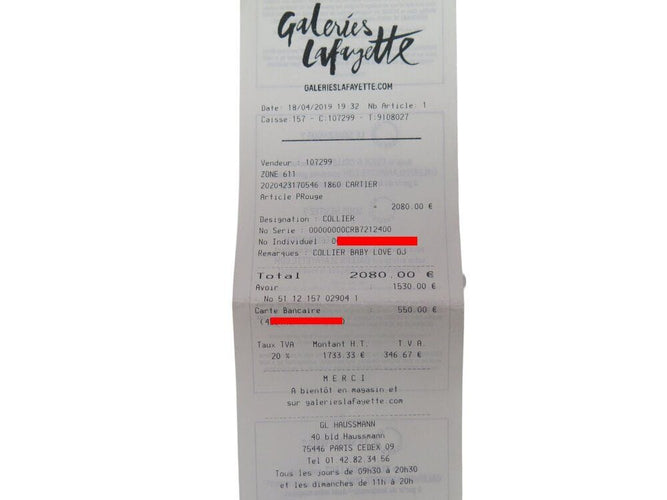 Galeries
Lafayette
GALERIESLAFAYETTE.COM
Date: 18/04/2019 19:32 Nb Article: 1
Caisse 157 - C:107299 - T:9108027
Vendeur : 107299
ZONE 611
2020423170546 1860 CARTIER
Article PRouge
= 2080.00 €
Designation : COLLIER
No Serie : 00000000CRB7212400
No Individuel : 0
Remarques : COLLIER BABY LOVE OJ
Total 2080.00 €
Avoir : 1530.00 €
No 51 12 157 02904 1
Carte Bancaire : 550.00 €
(4 )
Taux TVA Montant H.T. T V A.
20 % 1733.33 € 346.67 €
M E R C I
A bientôt en magasin et
sur galerieslafayette.com
GL HAUSSMANN
40 bld Haussmann
75446 PARIS CEDEX 09
Tel 01 42.82.34.56
Tous les jours de 09h30 à 20h30
et les dimanches de 11h à 20h